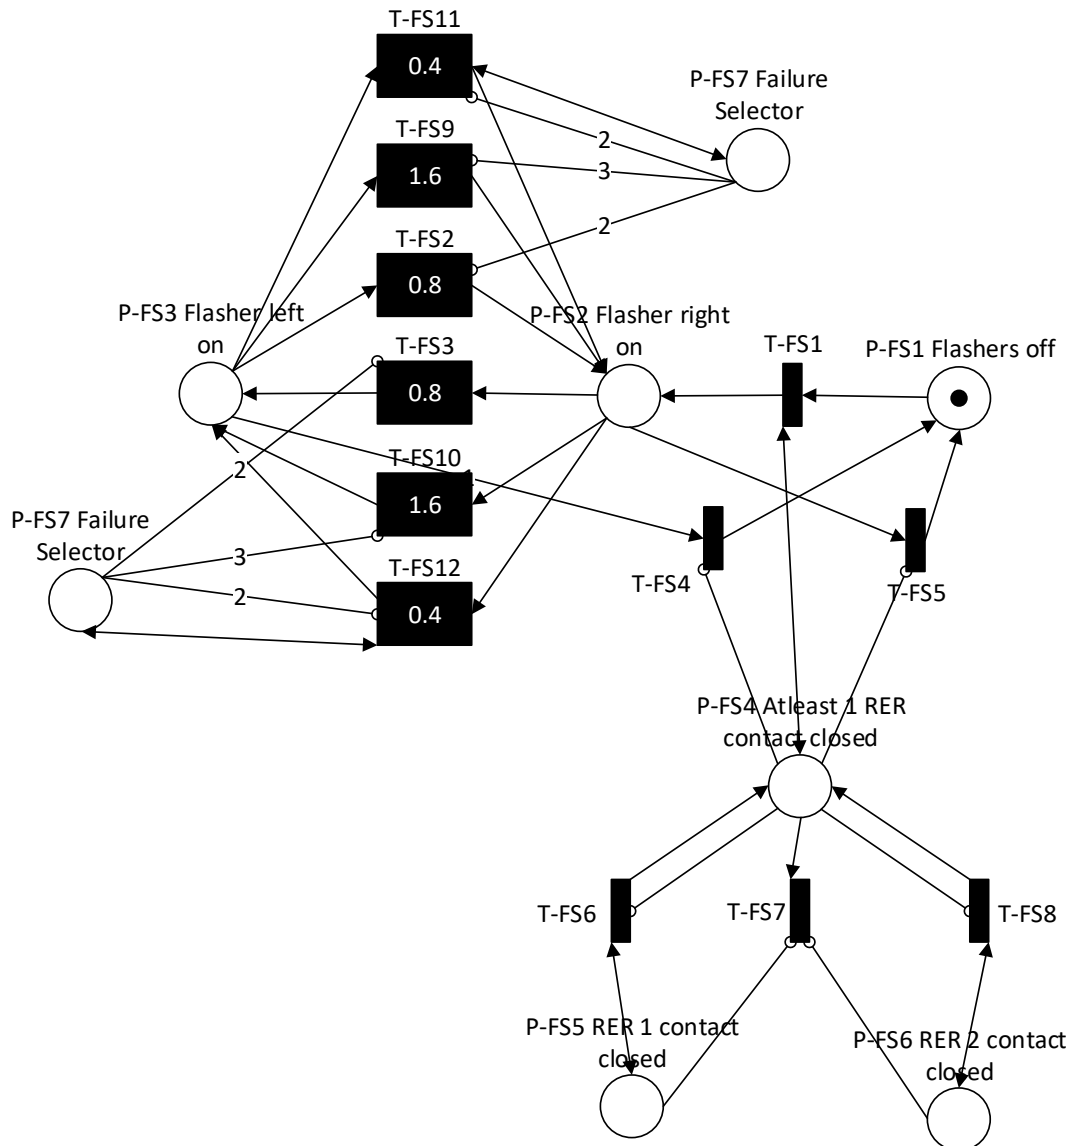 T-FS11
0.4
P-FS7 Failure
Selector
T-FS9
2
1.6
3
T-FS2
2
0.8
P-FS3 Flasher left
on
P-FS2 Flasher right
on
T-FS3
T-FS1
P-FS1 Flashers off
0.8
T-FS10
2
1.6
P-FS7 Failure
Selector
3
T-FS12
2
0.4
T-FS4
T-FS5
P-FS4 Atleast 1 RER
contact closed
T-FS6
T-FS7
T-FS8
P-FS5 RER 1 contact
closed
P-FS6 RER 2 contact
closed